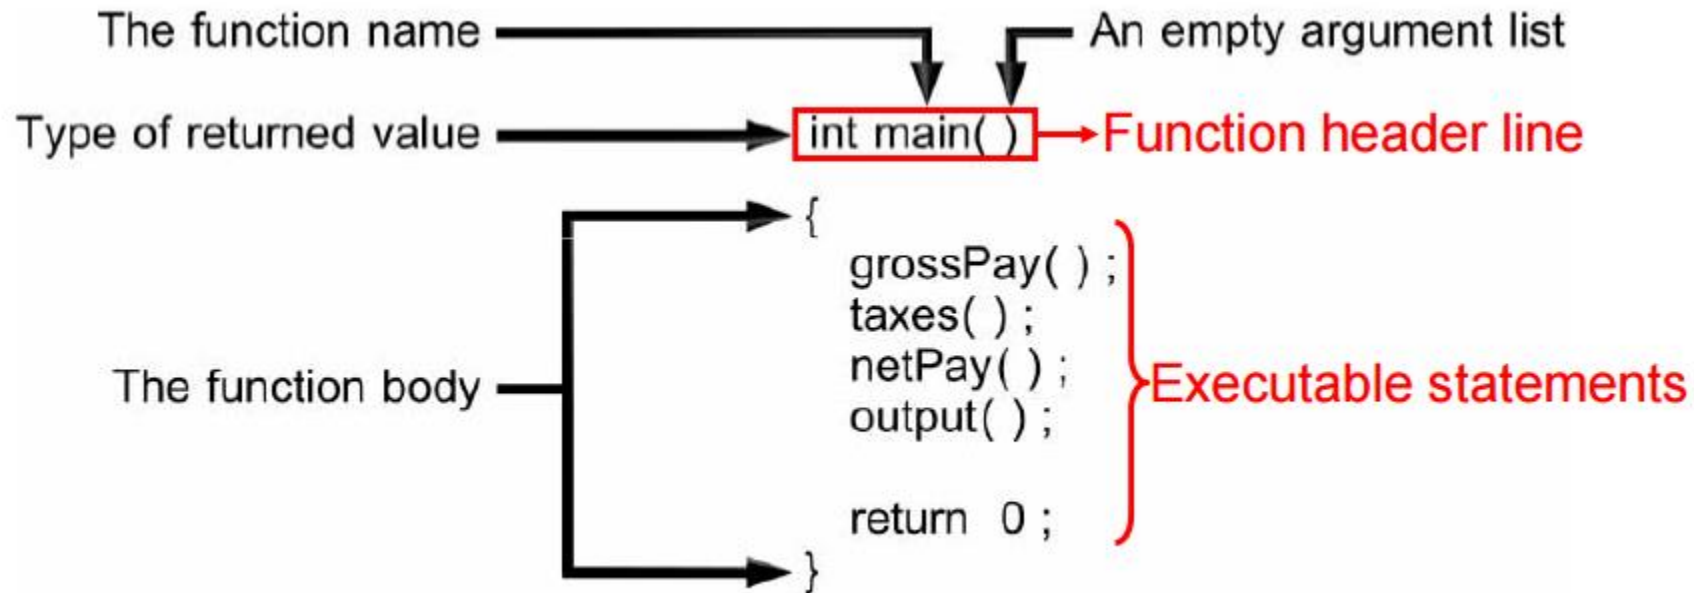 The function name
An empty argument list
Type of returned value
int main( )
Function header line
{
grossPay( ) ;
taxes( ) ;
netPay( ) ;
The function body
Executable statements
output( ) ;
return 0 ;
}